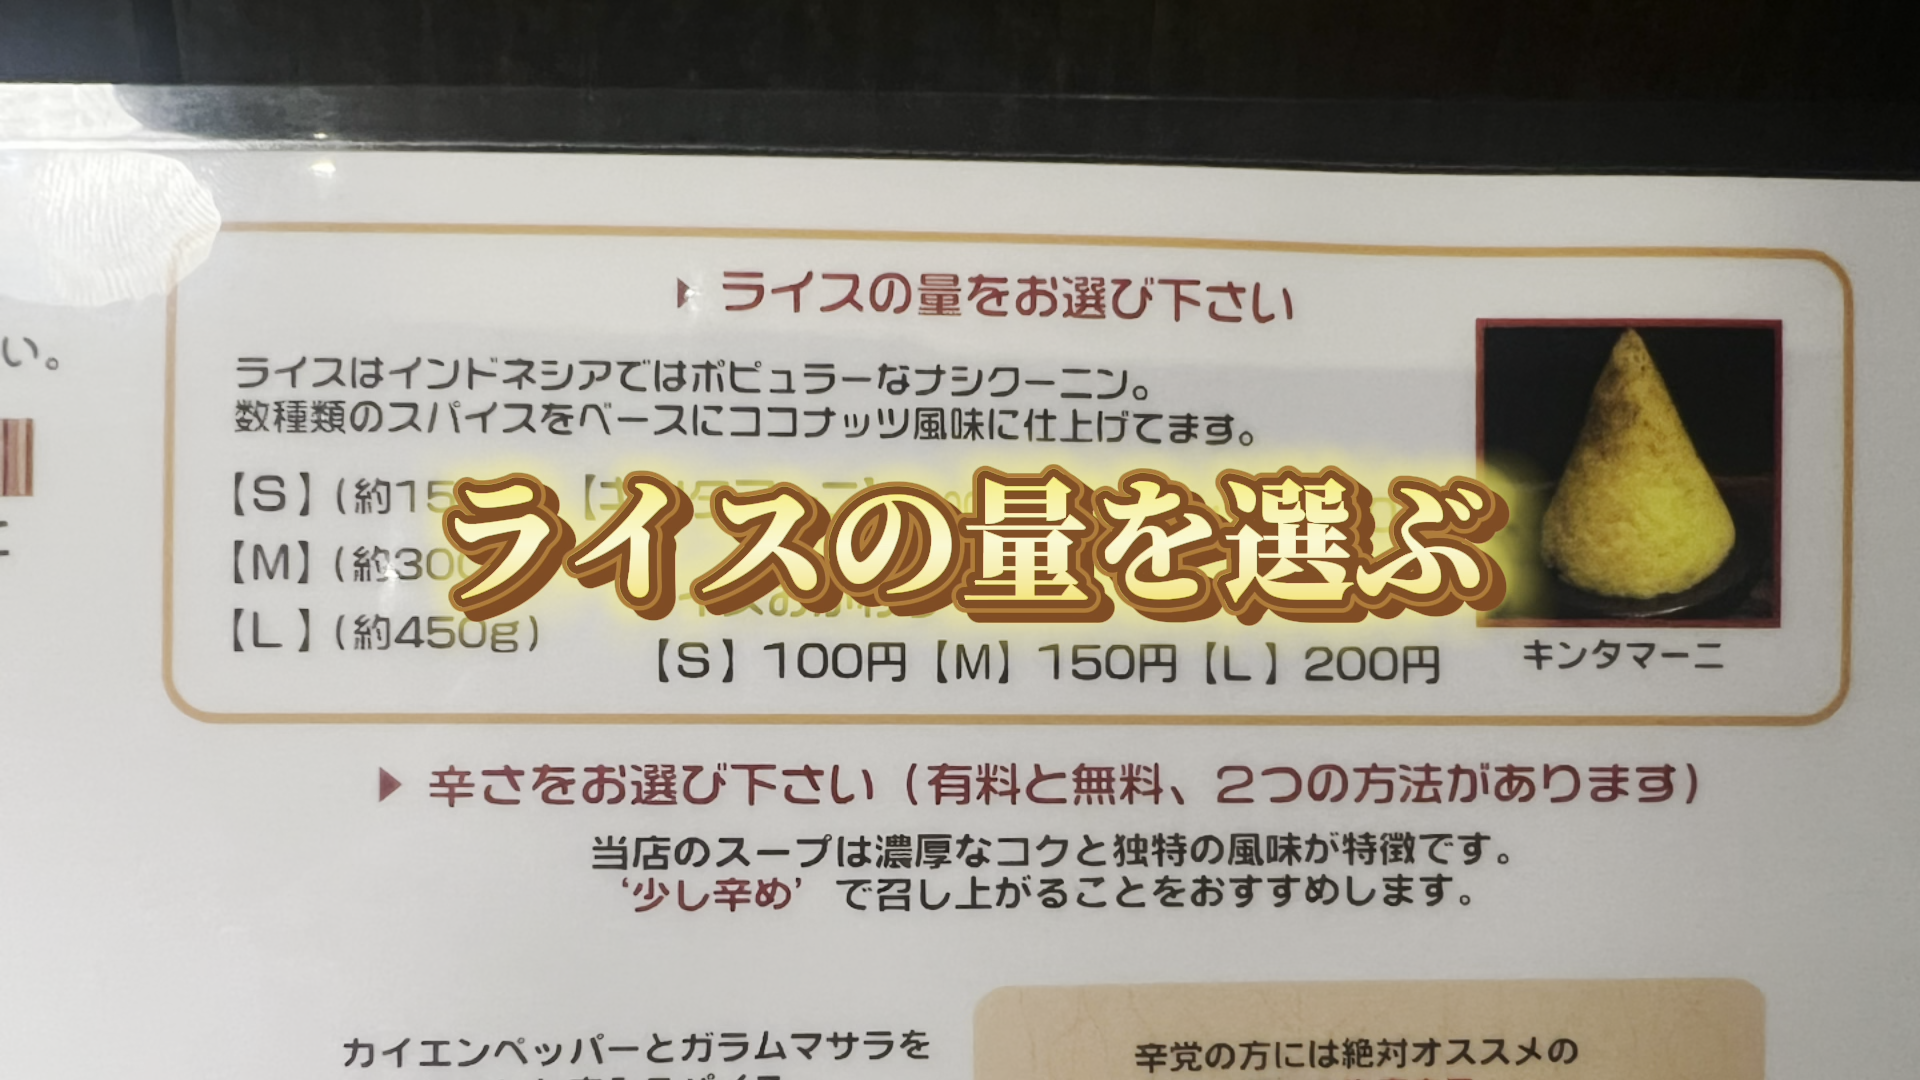 い。
▶ライスの量をお選び下さい
ライスはインドネシアではポピュラーなナシクーニン。
数種類のスパイスをベースにココナッツ風味に仕上げてます。
【S】(約15
【M】(約300
【L】(約450g)
ライスの量を選ぶ
イスおかわり
【S】100円【M】150円【L】200円
キンタマーニ
▶辛さをお選び下さい(有料と無料、2つの方法があります)
当店のスープは濃厚なコクと独特の風味が特徴です。
‘少し辛め’で召し上がることをおすすめします。
カイエンペッパーとガラムマサラを
辛党の方には絶対オススメの